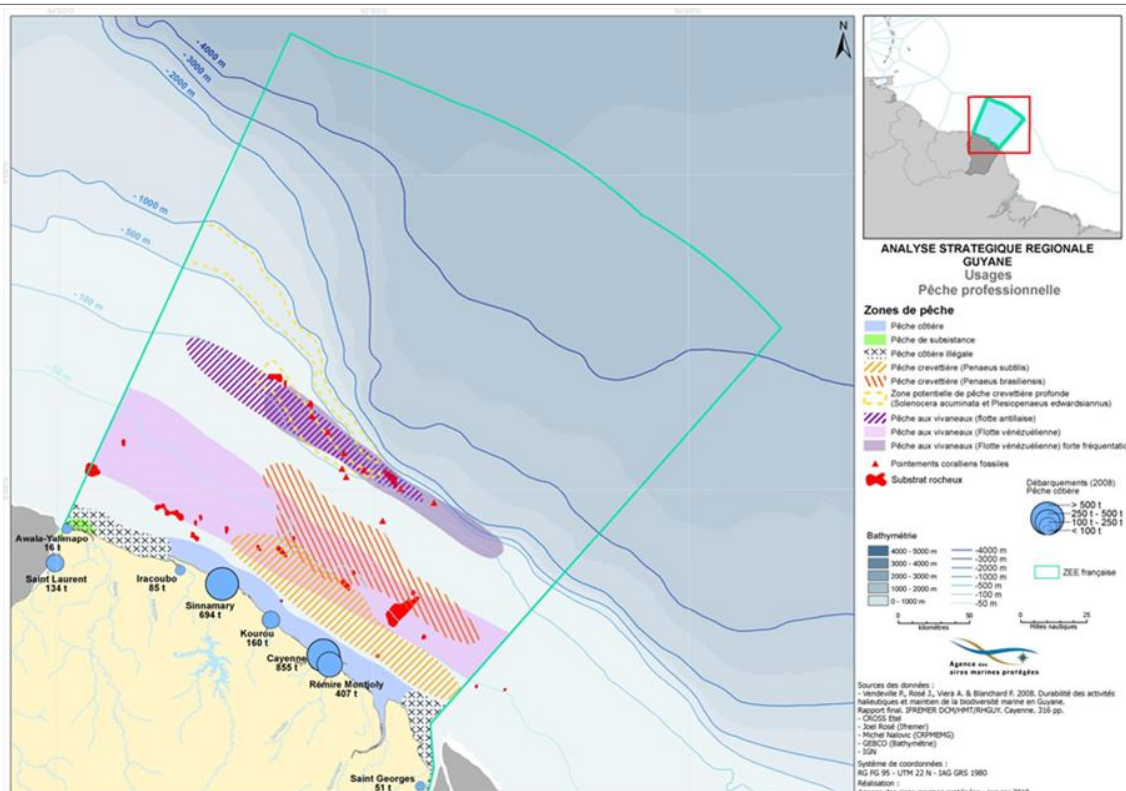 - 4000 m
- 3000 m
- 2000 m
- 1000 m
- 500 m
- 100 m
N
Awala-Yalimapo
16 t
Saint Laurent
134 t
Iracoubo
85 t
Sinnamary
694 t
Kourou
160 t
Cayenne
855 t
Rémire Montjoly
407 t
Saint Georges
51 t
ANALYSE STRATEGIQUE REGIONALE
GUYANE
Usages
Pêche professionnelle
Zones de pêche
Pêche côtière
Pêche de subsistance
Pêche côtière illégale
Pêche crevettière (Penaeus subtilis)
Pêche crevettière (Penaeus brasiliensis)
Zone potentielle de pêche crevettière profonde
(Solenocera acuminata et Plesiopenaeus edwardsiannus)
Pêche aux vivaneaux (flotte antillaise)
Pêche aux vivaneaux (Flotte vénézuélienne)
Pêche aux vivaneaux (Flotte vénézuélienne) forte fréquentatio
Pointements coralliens fossiles
Substrat rocheux
Débarquements (2008)
Pêche côtière
> 500 t
250 t - 500 t
100 t - 250 t
< 100 t
Bathymétrie
4000 - 5000 m
3000 - 4000 m
2000 - 3000 m
1000 - 2000 m
0 - 1000 m
-4000 m
-3000 m
-2000 m
-1000 m
-500 m
-100 m
-50 m
ZEE française
0 50
kilomètres
0 25
Milles nautiques
Agence des
aires marines protégées
Sources des données :
- Vendeville P., Rosé J., Viera A. & Blanchard F. 2008. Durabilité des activités
halieutiques et maintien de la biodiversité marine en Guyane.
Rapport final. IFREMER DCM/HMT/RHGUY. Cayenne. 316 pp.
- CROSS Etel
- Joel Rosé (Ifremer)
- Michel Nalovic (CRPMEMG)
- GEBCO (Bathymétrie)
- IGN
Système de coordonnées :
RG FG 95 - UTM 22 N - IAG GRS 1980
Réalisation :